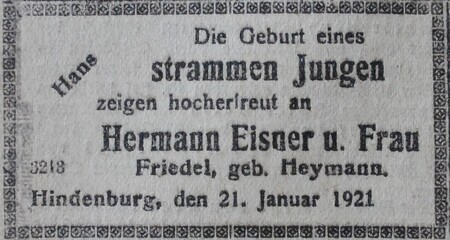 Die Geburt eines
Hans
strammen Jungen
zeigen hocherfreut an
Hermann Eisner u. Frau
3218 Friedel, geb. Heymann.
Hindenburg, den 21. Januar 1921